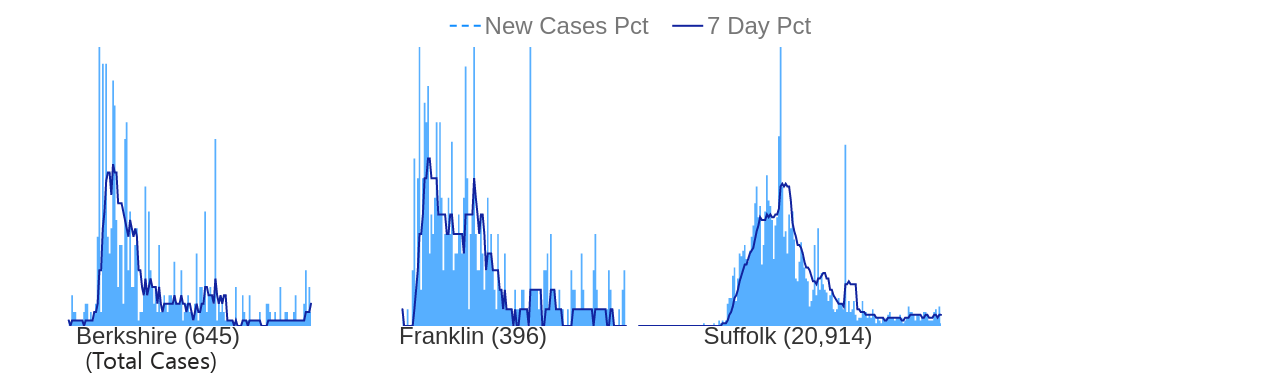 New Cases Pct 7 Day Pct
Berkshire (645) Franklin (396) Suffolk (20,914)
(Total Cases)